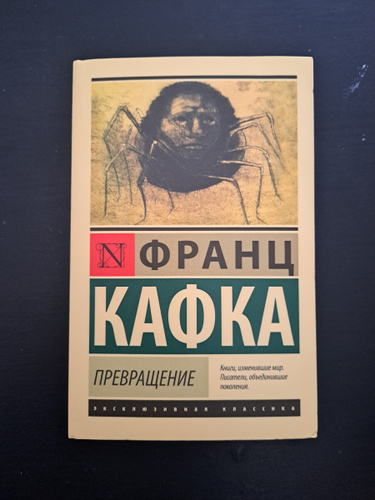 N
ФРАНЦ
КАФКА
ПРЕВРАЩЕНИЕ
Книги, изменившие мир.
Писатели, объединившие
поколения.
ЭКСКЛЮЗИВНАЯ КЛАССИКА